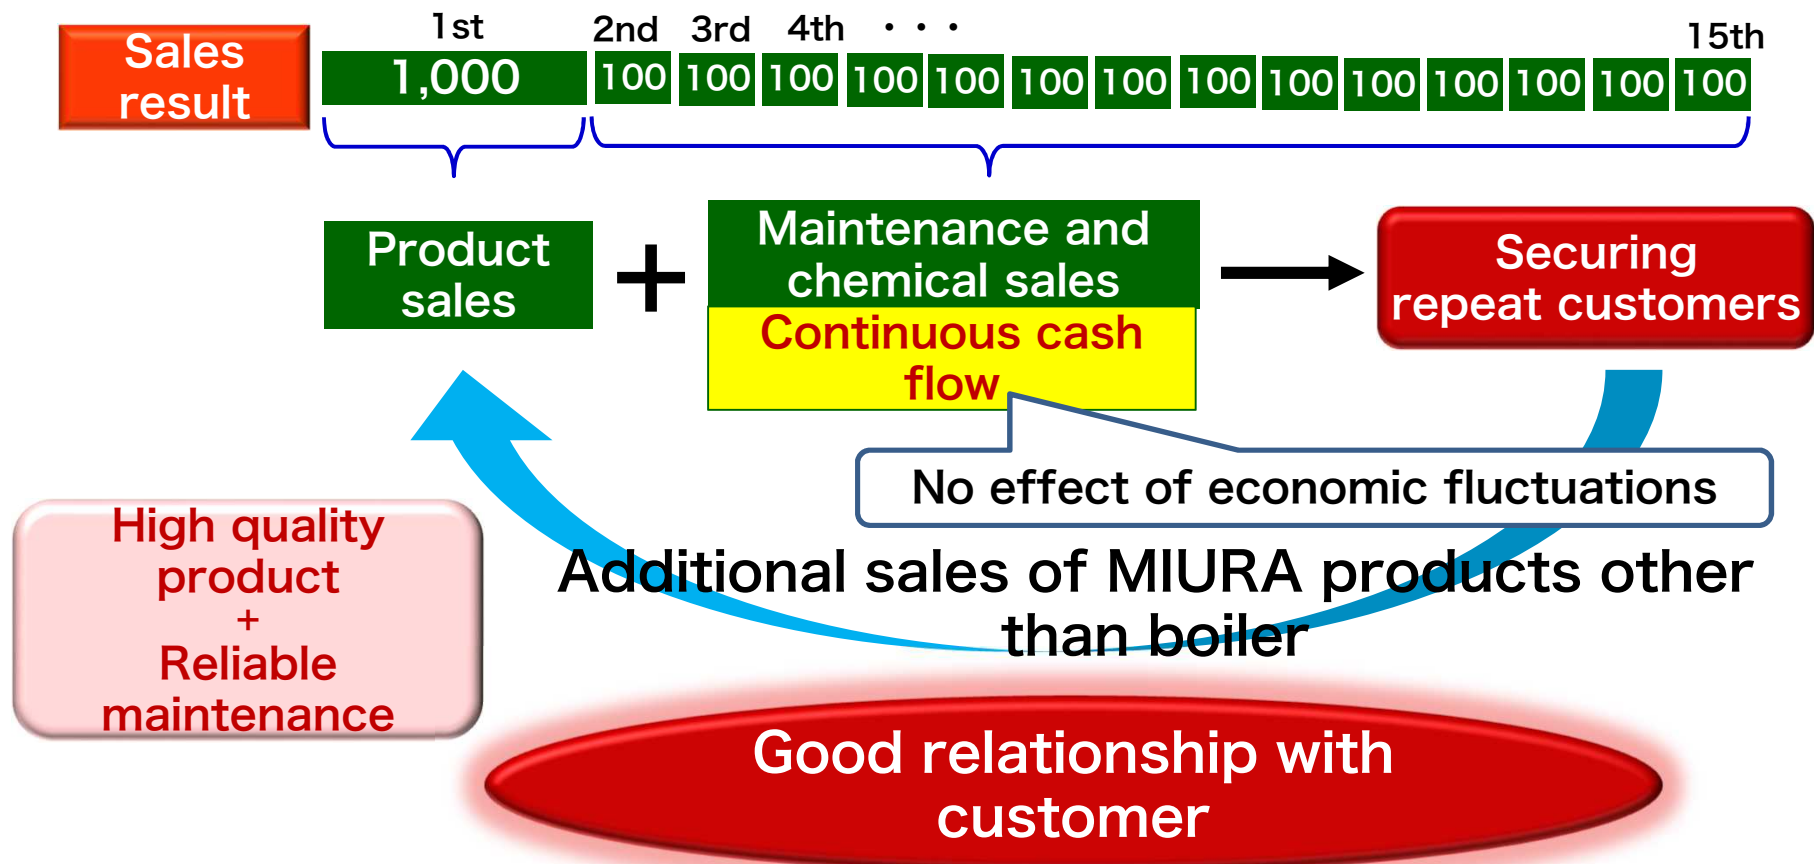 Sales
result
1st
2nd 3rd 4th ・・・ 15th
1,000 100 100 100 100 100 100 100 100 100 100 100 100 100 100
Product
sales
+
Maintenance and
chemical sales
Continuous cash
flow
Securing
repeat customers
No effect of economic fluctuations
High quality
product
+
Reliable
maintenance
Additional sales of MIURA products other
than boiler
Good relationship with
customer